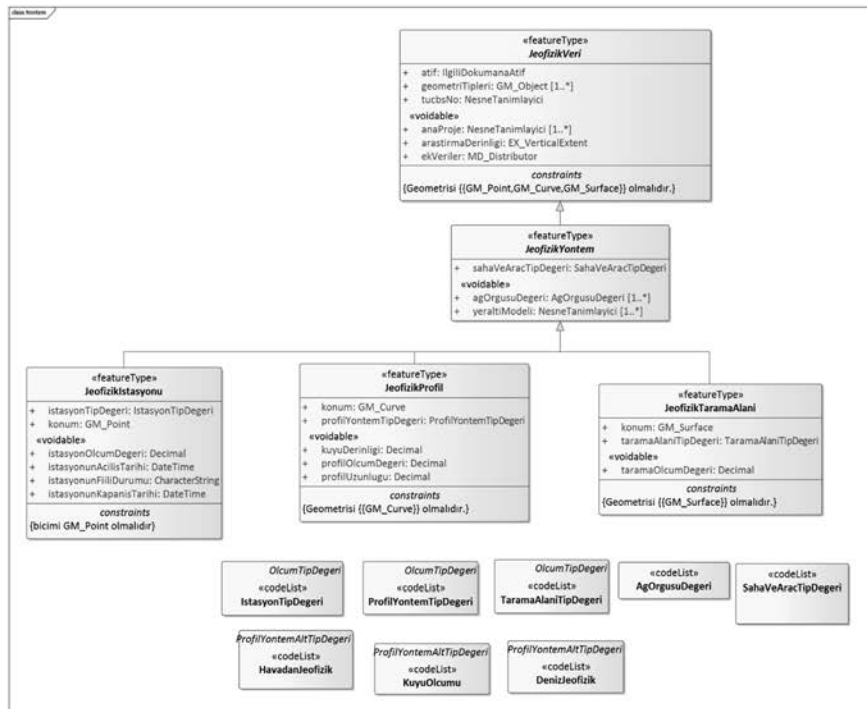 class frontem
«featureType»
JeofizikVeri
+ atif: IlgiliDokumanaAtif
+ geometriTipleri: GM_Object [1..*]
+ tucbsNo: NesneTanimlayici
«voidable»
+ anaProje: NesneTanimlayici [1..*]
+ arastirmaDerinligi: EX_VerticalExtent
+ ekVeriler: MD_Distributor
constraints
{Geometrisi {{GM_Point,GM_Curve,GM_Surface}} olmalıdır.}
«featureType»
JeofizikYontem
+ sahaVeAracTipDegeri: SahaVeAracTipDegeri
«voidable»
+ agOrgusuDegeri: AgOrgusuDegeri [1..*]
+ yeraltiModeli: NesneTanimlayici [1..*]
«featureType»
JeofizikIstasyonu
+ istasyonTipDegeri: IstasyonTipDegeri
+ konum: GM_Point
«voidable»
+ istasyonOlcumDegeri: Decimal
+ istasyonunAcilisTarihi: DateTime
+ istasyonunFiiliDurumu: CharacterString
+ istasyonunKapanisTarihi: DateTime
constraints
{bicimi GM_Point olmalıdır}
«featureType»
JeofizikProfil
+ konum: GM_Curve
+ profilYontemTipDegeri: ProfilYontemTipDegeri
«voidable»
+ kuyuDerinligi: Decimal
+ profilOlcumDegeri: Decimal
+ profilUzunlugu: Decimal
constraints
{Geometrisi {{GM_Curve}} olmalıdır.}
«featureType»
JeofizikTaramaAlani
+ konum: GM_Surface
+ taramaAlaniTipDegeri: TaramaAlaniTipDegeri
«voidable»
+ taramaOlcumDegeri: Decimal
constraints
{Geometrisi {{GM_Surface}} olmalıdır.}
OlcumTipDegeri
«codeList»
IstasyonTipDegeri
OlcumTipDegeri
«codeList»
ProfilYontemTipDegeri
OlcumTipDegeri
«codeList»
TaramaAlaniTipDegeri
«codeList»
AgOrgusuDegeri
«codeList»
SahaVeAracTipDegeri
ProfilYontemAltTipDegeri
«codeList»
HavadanJeofizik
ProfilYontemAltTipDegeri
«codeList»
KuyuOlcumu
ProfilYontemAltTipDegeri
«codeList»
DenizJeofizik